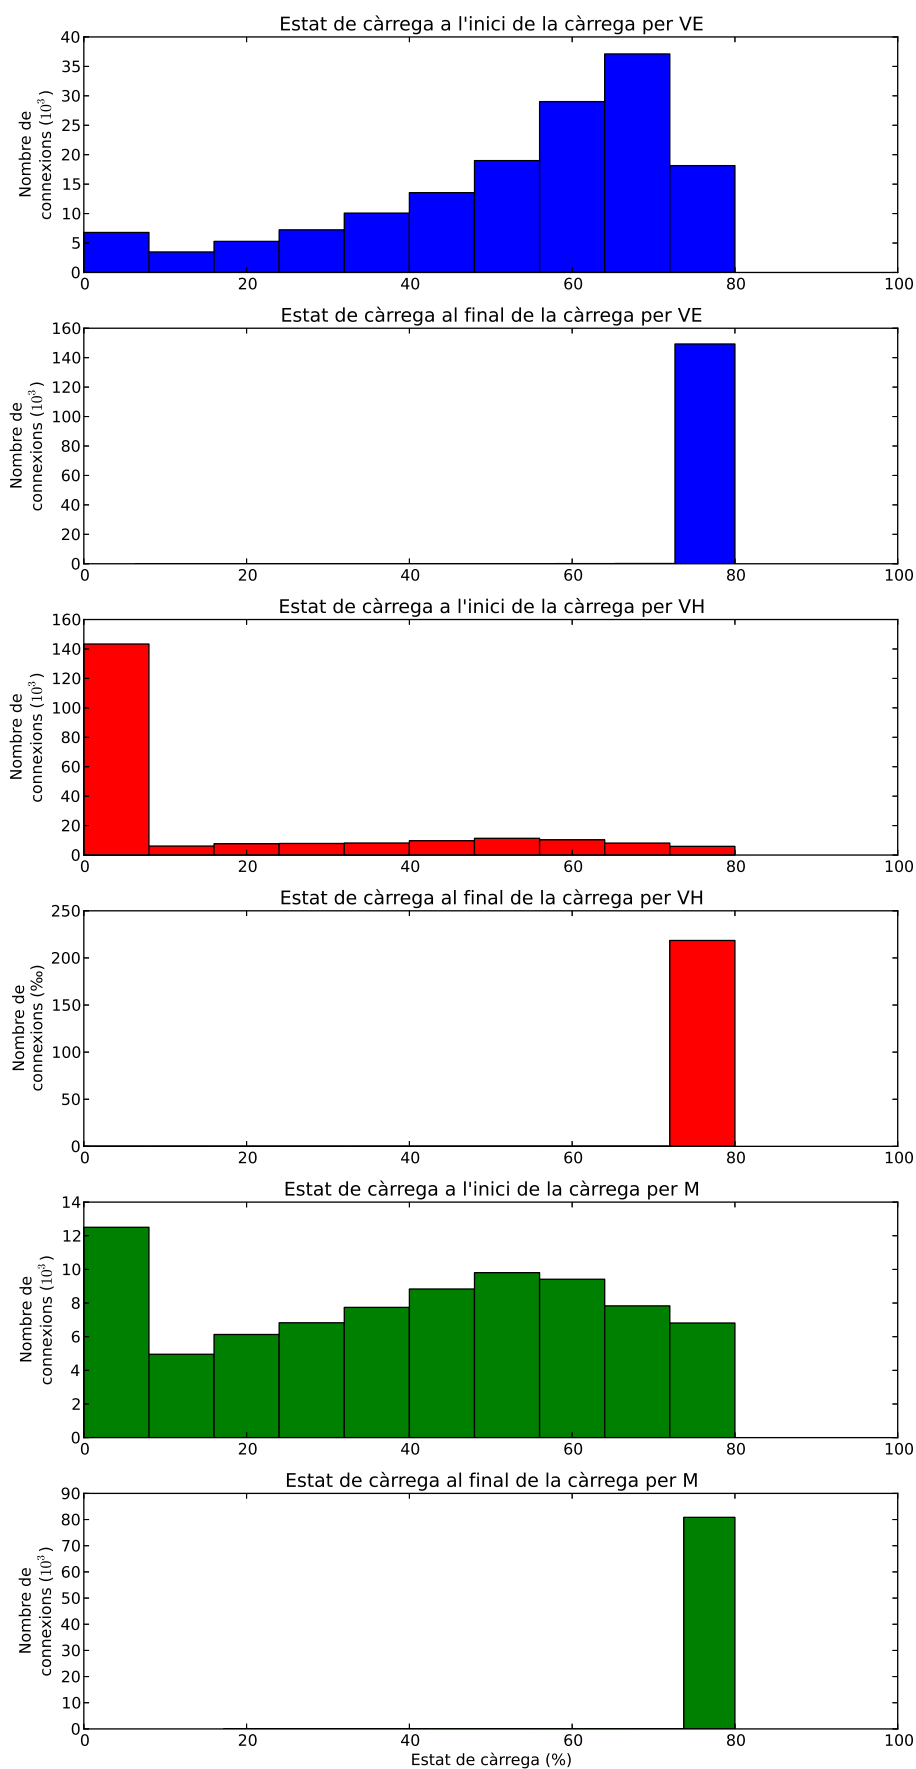 Estat de càrrega a l'inici de la càrrega per VE
40
35
30
25
20
15
10
5
0
Nombre de
connexions (10³)
0 20 40 60 80 100
Estat de càrrega al final de la càrrega per VE
160
140
120
100
80
60
40
20
0
Nombre de
connexions (10³)
0 20 40 60 80 100
Estat de càrrega a l'inici de la càrrega per VH
160
140
120
100
80
60
40
20
0
Nombre de
connexions (10³)
0 20 40 60 80 100
Estat de càrrega al final de la càrrega per VH
250
200
150
100
50
0
Nombre de
connexions (‰)
0 20 40 60 80 100
Estat de càrrega a l'inici de la càrrega per M
14
12
10
8
6
4
2
0
Nombre de
connexions (10³)
0 20 40 60 80 100
Estat de càrrega al final de la càrrega per M
90
80
70
60
50
40
30
20
10
0
Nombre de
connexions (10³)
0 20 40 60 80 100
Estat de càrrega (%)